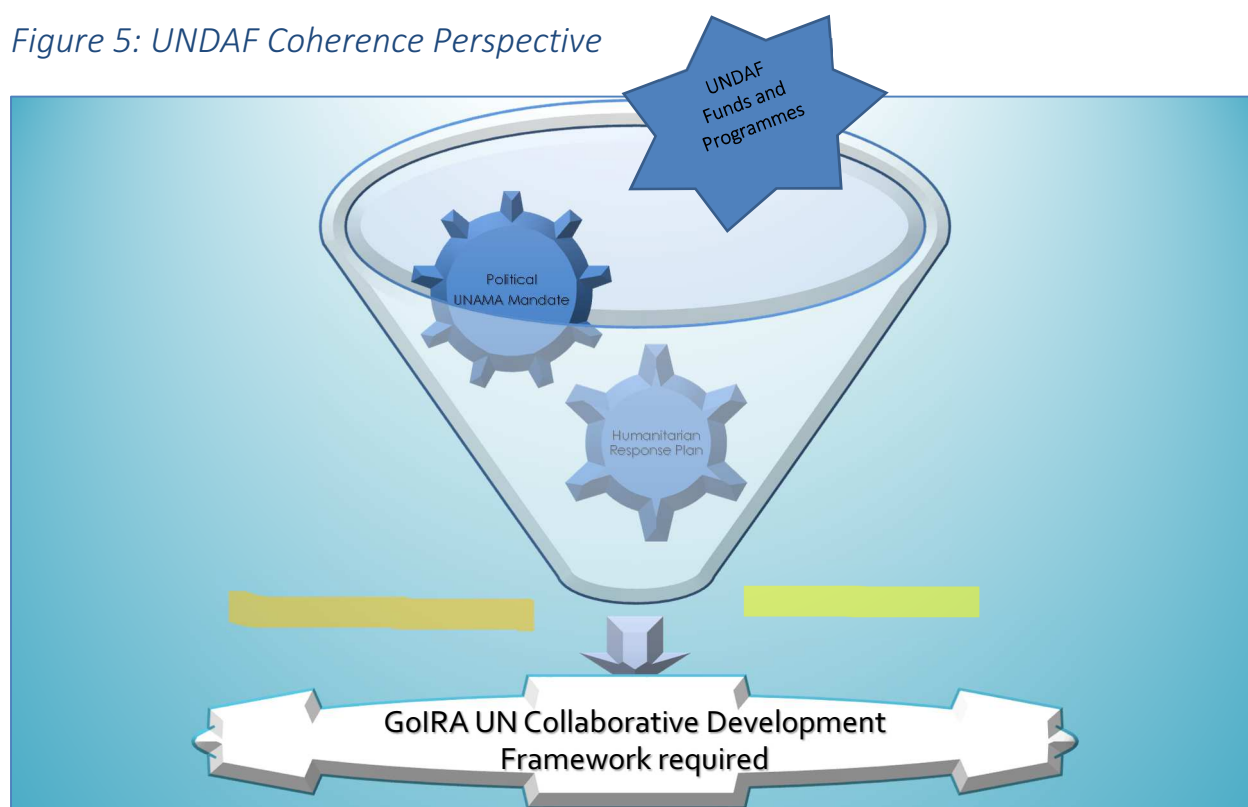 Figure 5: UNDAF Coherence Perspective
UNDAF
Funds and
Programmes
Political
UNAMA Mandate
Humanitarian
Response Plan
GoIRA UN Collaborative Development
Framework required